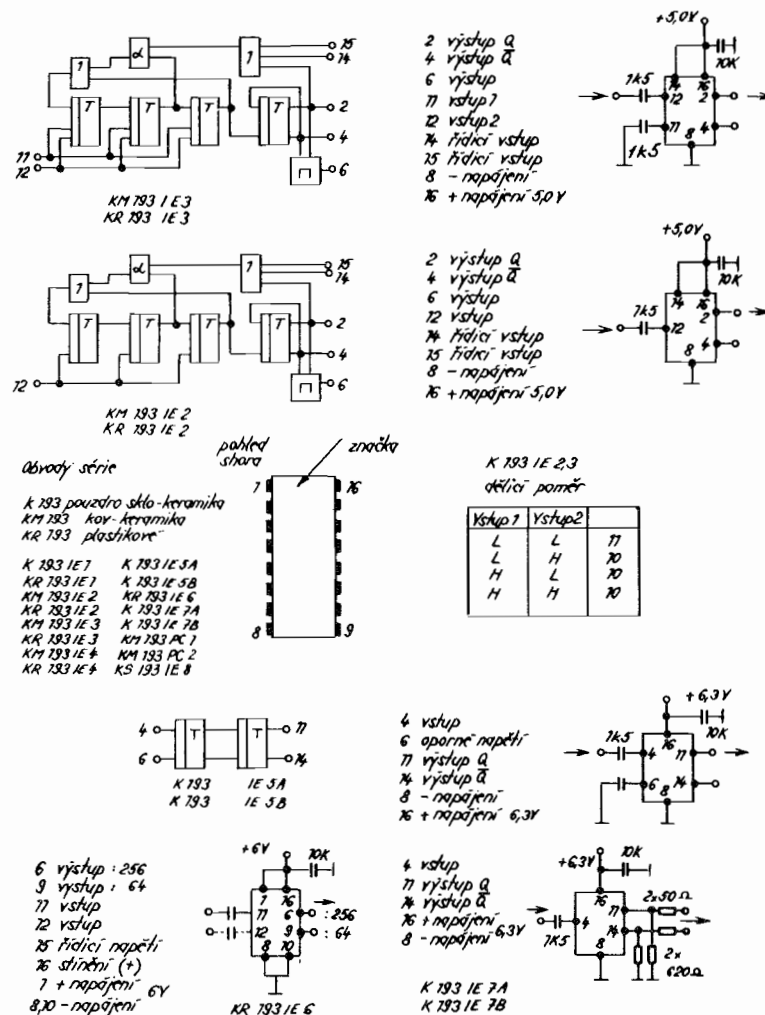 α
1
1
T
T
T
T
15
14
2
4
6
11
12
KM 193 IE 3
KR 193 IE 3
2 výstup Q
4 výstup Q̅
6 výstup
11 vstup 1
12 vstup 2
14 řídicí vstup
15 řídicí vstup
8 - napájení
16 + napájení 5,0 V
+5,0V
10K
1k5
14
16
12
2
11
4
8
1k5
α
1
1
T
T
T
T
15
14
2
4
6
12
KM 193 IE 2
KR 193 IE 2
2 výstup Q
4 výstup Q̅
6 výstup
12 vstup
14 řídicí vstup
15 řídicí vstup
8 - napájení
16 + napájení 5,0V
+5,0V
10K
1k5
14
16
12
2
4
8
Obvody série
K 193 pouzdro sklo-keramika
KM 193 kov-keramika
KR 193 plastikové
K 193 IE 1 K 193 IE 5A
KR 193 IE 1 K 193 IE 5B
KM 193 IE 2 KR 193 IE 6
KR 193 IE 2 K 193 IE 7A
KM 193 IE 3 K 193 IE 7B
KR 193 IE 3 KM 193 PC 1
KM 193 IE 4 KM 193 PC 2
KR 193 IE 4 KS 193 IE 8
pohled
shora
značka
1
16
8
9
K 193 IE 2,3
dělicí poměr
Vstup 1 Vstup 2
L L 11
L H 10
H L 10
H H 10
4
6
T
T
11
14
K 193 IE 5A
K 193 IE 5B
4 vstup
6 oporné napětí
11 výstup Q
14 výstup Q̅
8 - napájení
16 + napájení 6,3V
+6,3V
10K
1k5
16
4
11
6
14
8
6 výstup : 256
9 výstup : 64
11 vstup
12 vstup
15 řídicí napětí
16 stínění (+)
1 + napájení 6V
8,10 - napájení
+6V
10K
1
16
11
6
:256
12
9
:64
8
10
KR 193 IE 6
4 vstup
11 výstup Q
14 výstup Q̅
16 + napájení
8 - napájení 6,3V
K 193 IE 7A
K 193 IE 7B
+6,3V
10K
16
4
11
14
8
1K5
2x50Ω
2x
620Ω